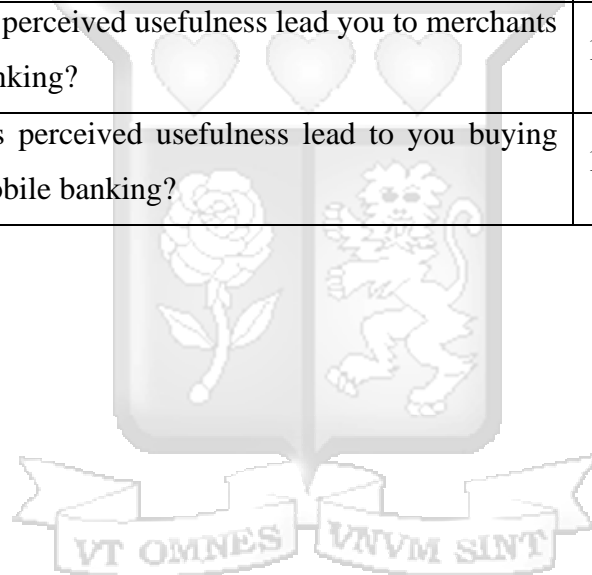 perceived usefulness lead you to merchants
nking?
s perceived usefulness lead to you buying
obile banking?
VT OMNES VNVM SINT